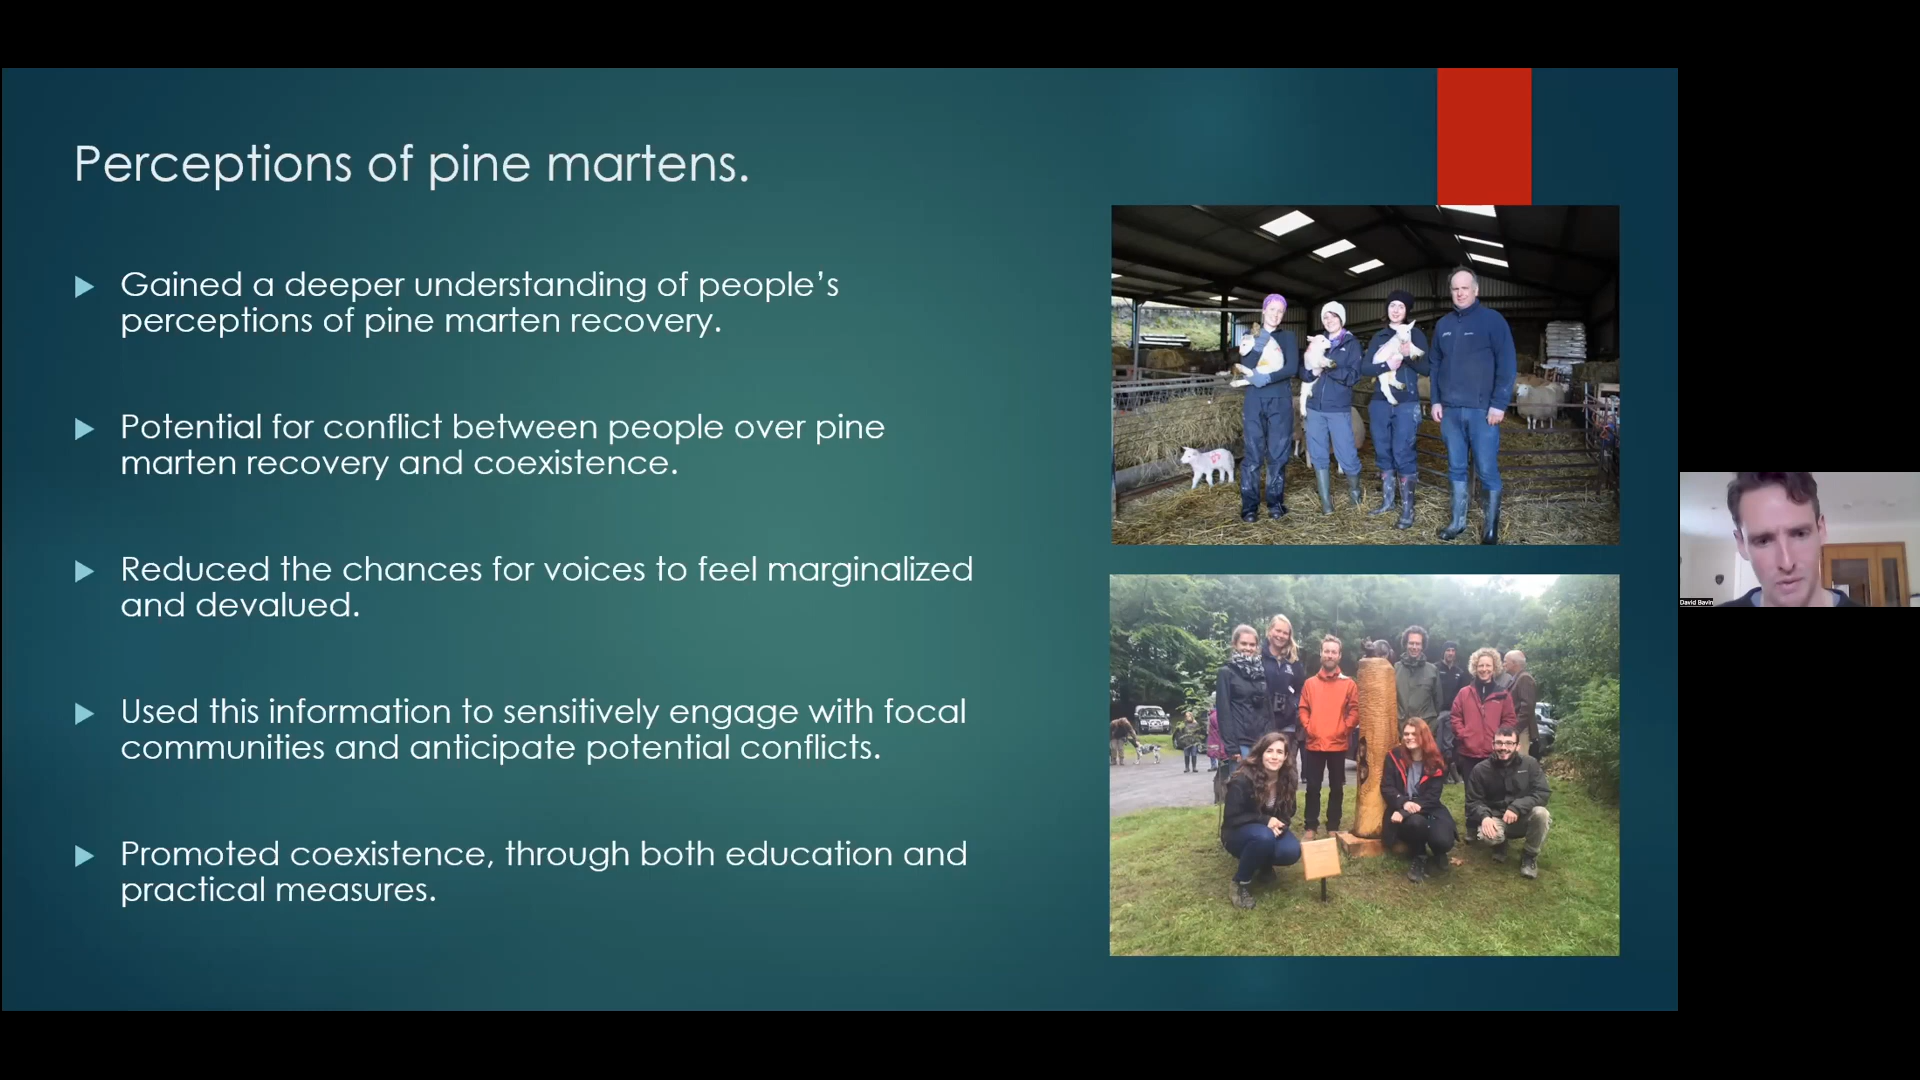 Perceptions of pine martens.
Gained a deeper understanding of people’s
perceptions of pine marten recovery.
Potential for conflict between people over pine
marten recovery and coexistence.
Reduced the chances for voices to feel marginalized
and devalued.
Used this information to sensitively engage with focal
communities and anticipate potential conflicts.
Promoted coexistence, through both education and
practical measures.
David Bavin